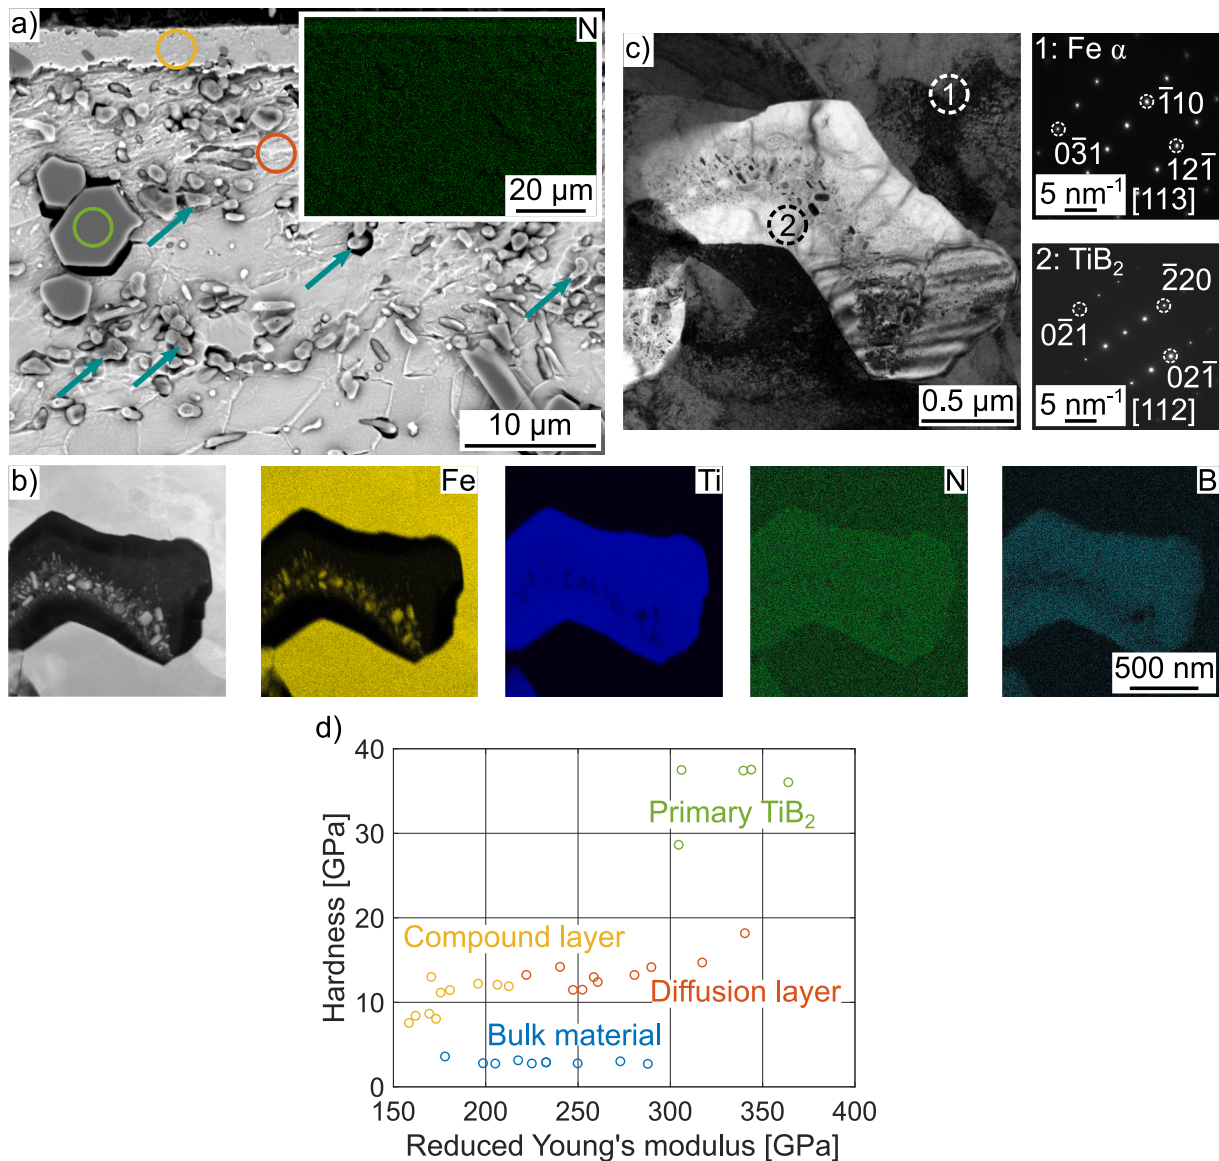 a)
N
20 µm
10 µm
c)
1
2
0.5 µm
1: Fe α
1̅10
03̅1
121̅
5 nm⁻¹
[113]
2: TiB₂
2̅20
02̅1
021̅
5 nm⁻¹
[112]
b)
Fe
Ti
N
B
500 nm
d)
40
30
20
10
0
Hardness [GPa]
Primary TiB₂
Compound layer
Diffusion layer
Bulk material
150 200 250 300 350 400
Reduced Young's modulus [GPa]